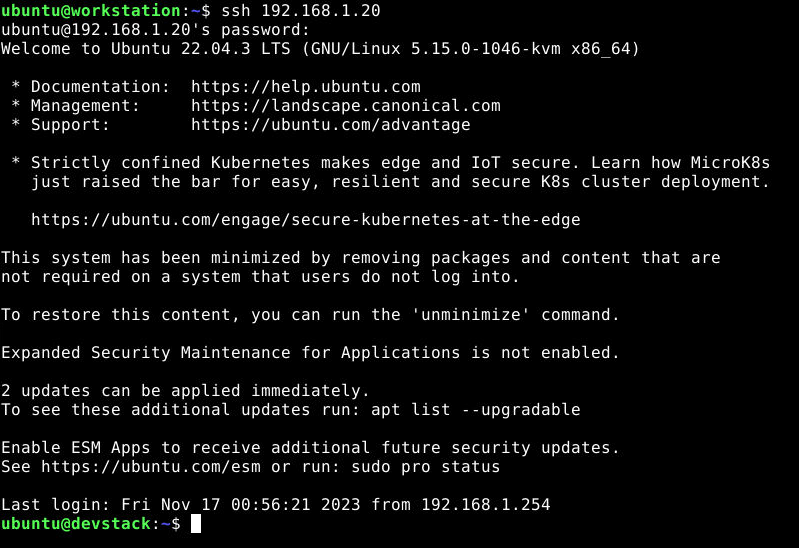 ubuntu@workstation:~$ ssh 192.168.1.20
ubuntu@192.168.1.20's password:
Welcome to Ubuntu 22.04.3 LTS (GNU/Linux 5.15.0-1046-kvm x86_64)

 * Documentation:  https://help.ubuntu.com
 * Management:     https://landscape.canonical.com
 * Support:        https://ubuntu.com/advantage

 * Strictly confined Kubernetes makes edge and IoT secure. Learn how MicroK8s
   just raised the bar for easy, resilient and secure K8s cluster deployment.

   https://ubuntu.com/engage/secure-kubernetes-at-the-edge

This system has been minimized by removing packages and content that are
not required on a system that users do not log into.

To restore this content, you can run the 'unminimize' command.

Expanded Security Maintenance for Applications is not enabled.

2 updates can be applied immediately.
To see these additional updates run: apt list --upgradable

Enable ESM Apps to receive additional future security updates.
See https://ubuntu.com/esm or run: sudo pro status

Last login: Fri Nov 17 00:56:21 2023 from 192.168.1.254
ubuntu@devstack:~$